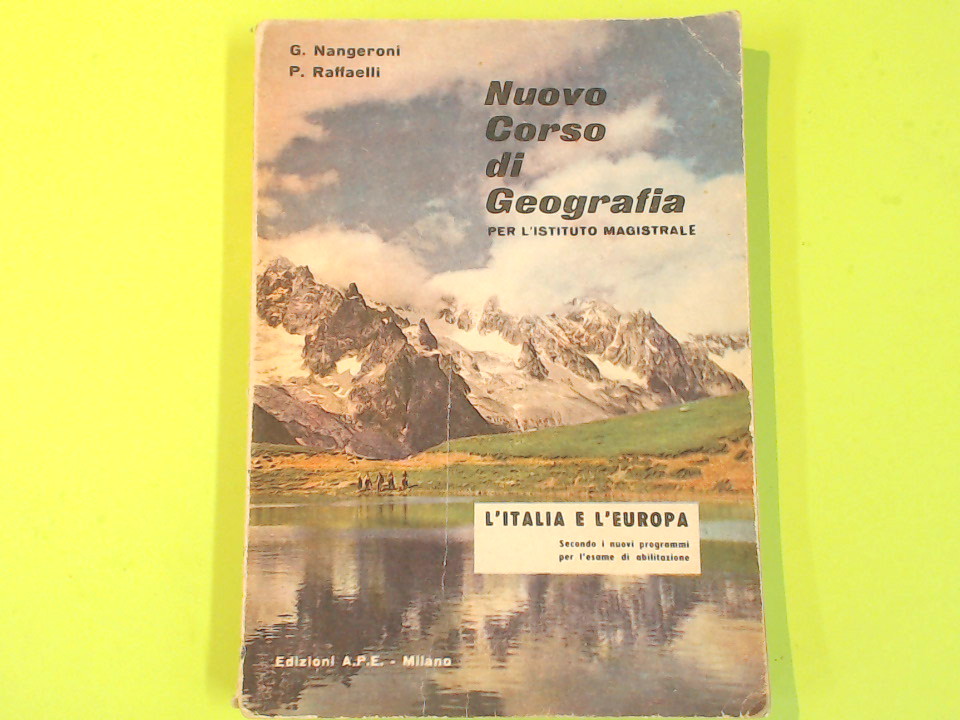 G. Nangeroni
P. Raffaelli
Nuovo
Corso
di
Geografia
PER L'ISTITUTO MAGISTRALE
L'ITALIA E L'EUROPA
Secondo i nuovi programmi
per l'esame di abilitazione
Edizioni A.P.E. - Milano